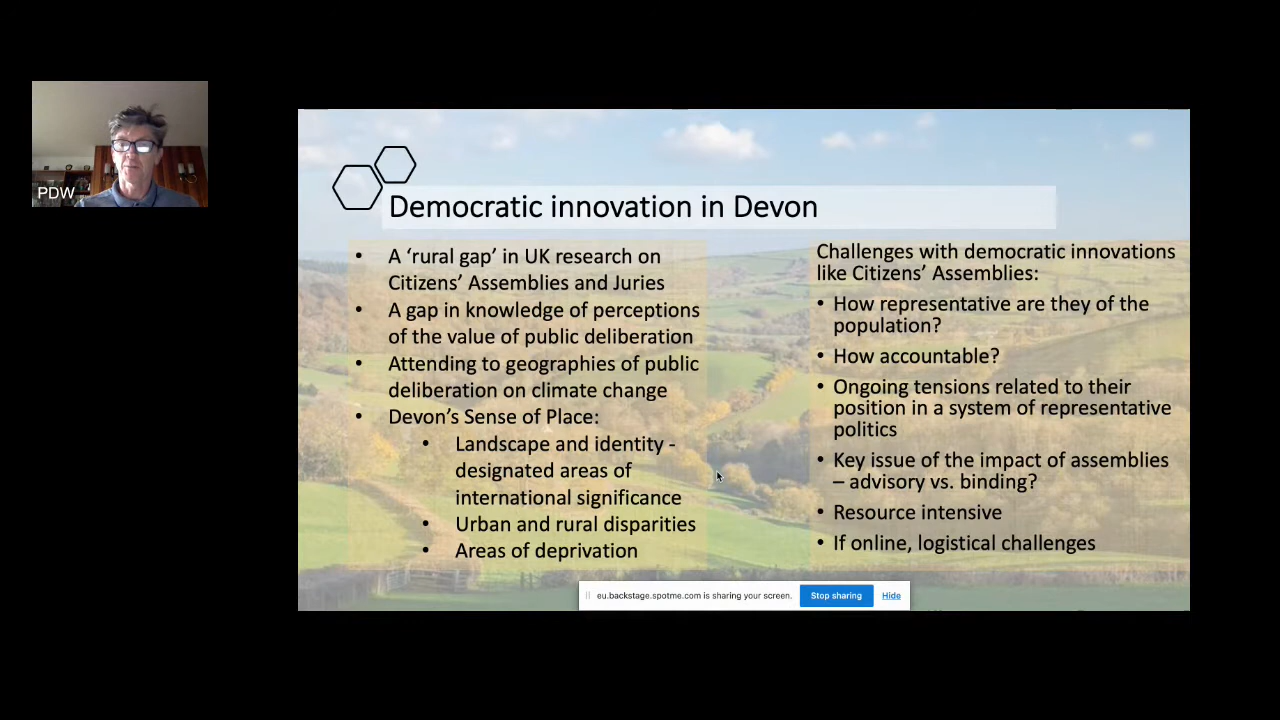 PDW
Democratic innovation in Devon
• A ‘rural gap’ in UK research on
Citizens’ Assemblies and Juries
• A gap in knowledge of perceptions
of the value of public deliberation
• Attending to geographies of public
deliberation on climate change
• Devon’s Sense of Place:
• Landscape and identity -
designated areas of
international significance
• Urban and rural disparities
• Areas of deprivation
Challenges with democratic innovations
like Citizens’ Assemblies:
• How representative are they of the
population?
• How accountable?
• Ongoing tensions related to their
position in a system of representative
politics
• Key issue of the impact of assemblies
– advisory vs. binding?
• Resource intensive
• If online, logistical challenges
eu.backstage.spotme.com is sharing your screen. Stop sharing Hide